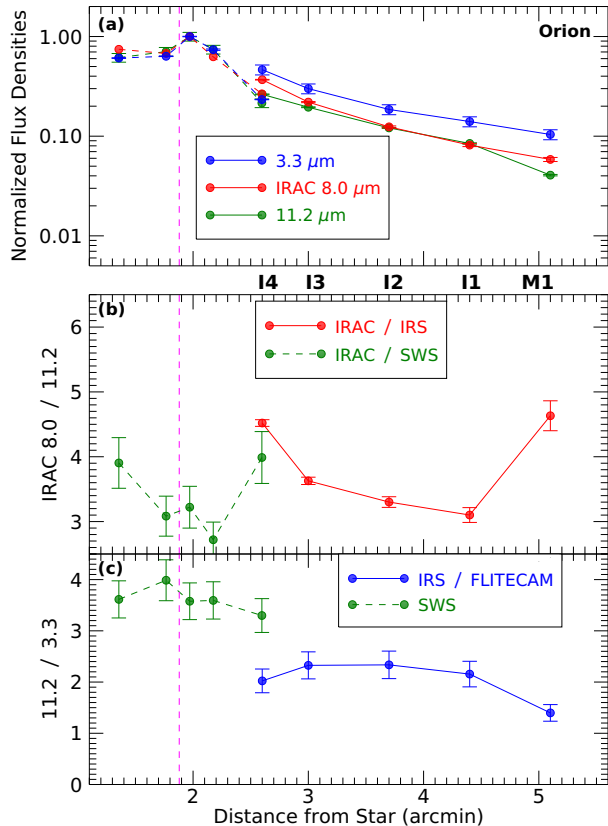 (a)
Orion
Normalized Flux Densities
1.00
0.10
0.01
3.3 μm
IRAC 8.0 μm
11.2 μm
I4 I3 I2 I1 M1
(b)
IRAC 8.0 / 11.2
6
5
4
3
IRAC / IRS
IRAC / SWS
(c)
11.2 / 3.3
4
3
2
1
0
IRS / FLITECAM
SWS
2 3 4 5
Distance from Star (arcmin)